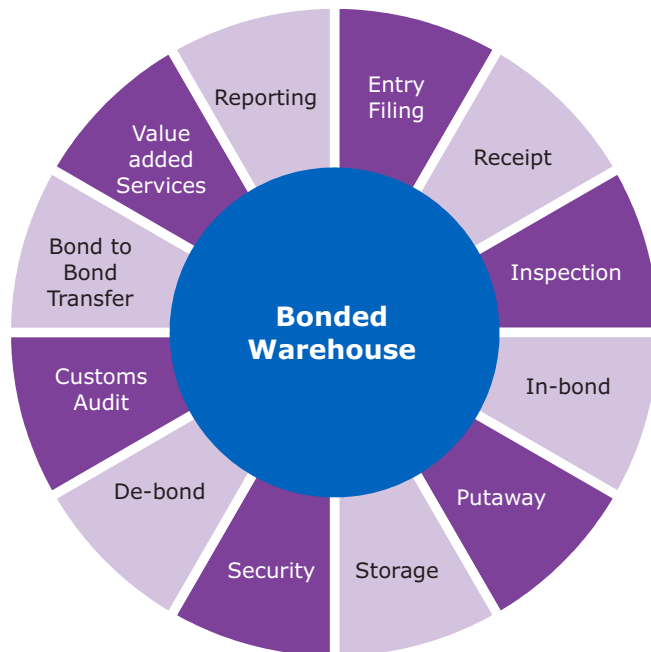 Entry
Filing
Receipt
Inspection
In-bond
Putaway
Storage
Security
De-bond
Customs
Audit
Bond to
Bond
Transfer
Value
added
Services
Reporting
Bonded
Warehouse